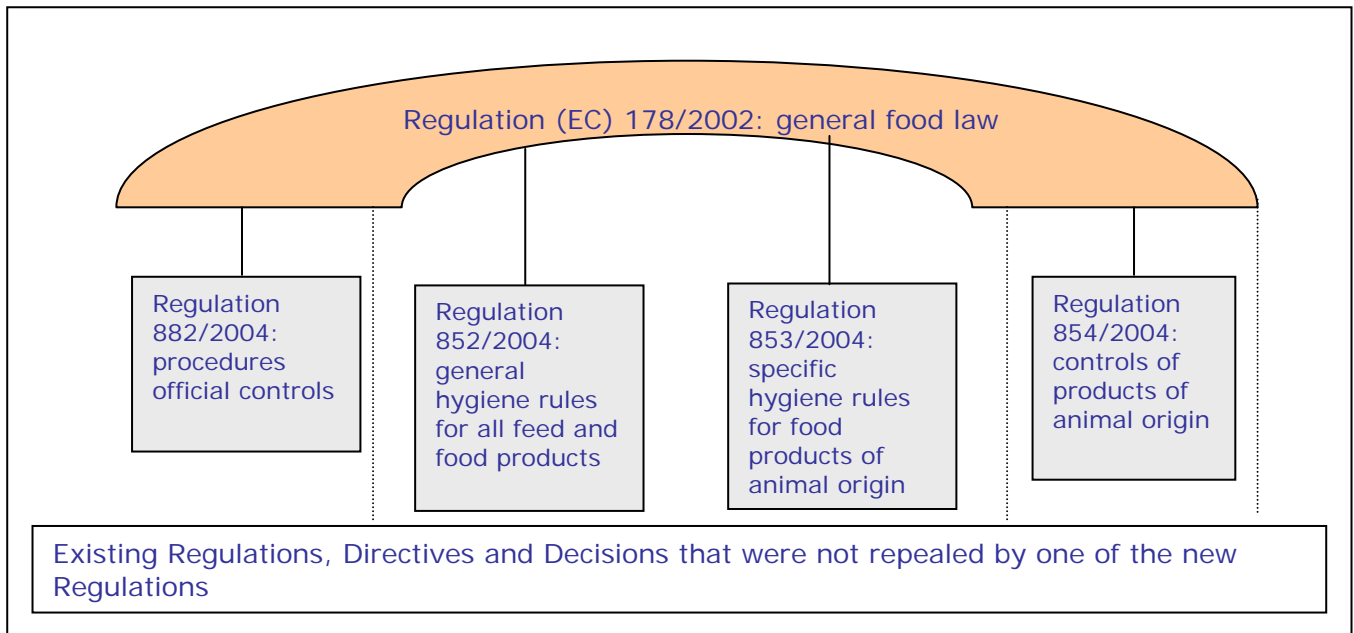 Regulation (EC) 178/2002: general food law
Regulation
882/2004:
procedures
official controls
Regulation
852/2004:
general
hygiene rules
for all feed and
food products
Regulation
853/2004:
specific
hygiene rules
for food
products of
animal origin
Regulation
854/2004:
controls of
products of
animal origin
Existing Regulations, Directives and Decisions that were not repealed by one of the new
Regulations